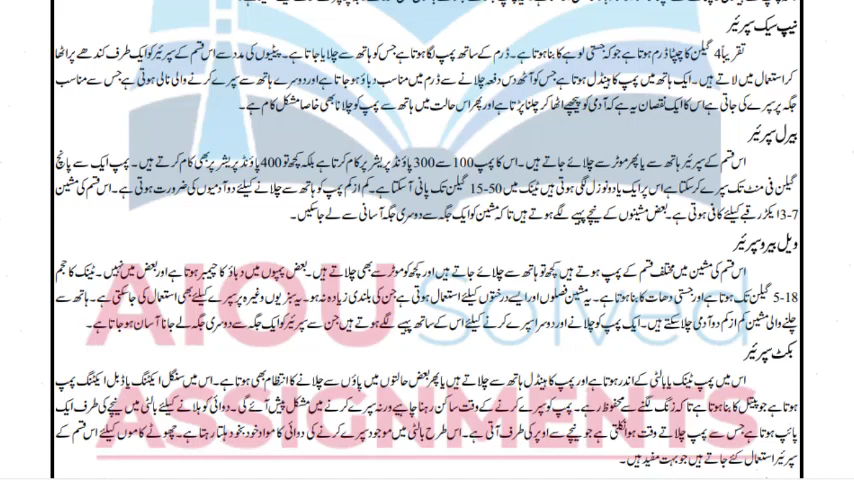 نیپ سیک سپرئیر
تقریباً 4 گیلن کا چپٹا ڈرم ہوتا ہے جو کہ جستی لوہے کا بنا ہوتا ہے۔ ڈرم کے ساتھ پمپ لگا ہوتا ہے جس کو ہاتھ سے چلایا جاتا ہے۔ پیٹیوں کی مدد سے اس قسم کے سپرئیر کو ایک طرف کندھے پر اٹھا
کر استعمال میں لاتے ہیں۔ ایک ہاتھ میں پمپ کا ہینڈل ہوتا ہے جس کو آٹھ دس دفعہ چلانے سے ڈرم میں مناسب دباؤ ہو جاتا ہے اور دوسرے ہاتھ سے سپرے کرنے والی نالی ہوتی ہے جس سے مناسب
جگہ پر سپرے کی جاتی ہے اس کا ایک نقصان یہ ہے کہ آدمی کو پیچھے اٹھا کر چلنا پڑتا ہے اور پھر اس حالت میں ہاتھ سے پمپ کو چلانا بھی خاصا مشکل کام ہے۔
بیرل سپرئیر
اس قسم کے سپرئیر ہاتھ سے یا پھر موٹر سے چلائے جاتے ہیں۔ اس کا پمپ 100 سے 300 پاؤنڈ پریشر پر کام کرتا ہے بلکہ کچھ تو 400 پاؤنڈ پریشر پر بھی کام کرتے ہیں۔ پمپ ایک سے پانچ
گیلن فی منٹ تک سپرے کر سکتا ہے اس پر ایک یا دو نوزل لگی ہوتی ہیں ٹینک میں 50-15 گیلن تک پانی آ سکتا ہے۔ کم از کم پمپ کو ہاتھ سے چلانے کیلئے دو آدمیوں کی ضرورت ہوتی ہے۔ اس قسم کی مشین
3-7 ایکڑ رقبے کیلئے کافی ہوتی ہے۔ بعض مشینوں کے نیچے پہیے لگے ہوتے ہیں تاکہ مشین کو ایک جگہ سے دوسری جگہ آسانی سے لے جا سکیں۔
ویل بیرو سپرئیر
اس قسم کی مشین میں مختلف قسم کے پمپ ہوتے ہیں کچھ تو ہاتھ سے چلائے جاتے ہیں اور کچھ کو موٹر سے بھی چلاتے ہیں۔ بعض پمپوں میں دباؤ کا چیمبر ہوتا ہے اور بعض میں نہیں۔ ٹینک کا حجم
5-18 گیلن تک ہوتا ہے اور جستی دھات کا بنا ہوتا ہے۔ یہ مشین فصلوں اور ایسے درختوں کیلئے استعمال ہوتی ہے جن کی بلندی زیادہ نہ ہو۔ یہ سبزیوں وغیرہ پر سپرے کیلئے بھی استعمال کی جا سکتی ہے۔ ہاتھ سے
چلنے والی مشین کم از کم دو آدمی چلا سکتے ہیں۔ ایک پمپ کو چلانے اور دوسرا سپرے کرنے کیلئے اس کے ساتھ پہیے لگے ہوتے ہیں جن سے سپرئیر کو ایک جگہ سے دوسری جگہ لے جانا آسان ہو جاتا ہے۔
بکٹ سپرئیر
اس میں پمپ ٹینک یا بالٹی کے اندر ہوتا ہے اور پمپ کا ہینڈل ہاتھ سے چلاتے ہیں یا پھر بعض حالتوں میں پاؤں سے چلانے کا انتظام بھی ہوتا ہے۔ اس میں سنگل ایکٹنگ یا ڈبل ایکٹنگ پمپ
ہوتا ہے جو پیتل کا بنا ہوتا ہے تا کہ زنگ لگنے سے محفوظ رہے۔ پمپ کو سپرے کرنے کے وقت ساکن رہنا چاہیے ورنہ سپرے کرنے میں مشکل پیش آئے گی۔ دوائی کو ہلانے کیلئے بالٹی میں نیچے کی طرف ایک
پائپ ہوتا ہے جس سے پمپ چلاتے وقت ہوا نکلتی ہے جو نیچے سے اوپر کی طرف آتی ہے۔ اس طرح بالٹی میں موجود سپرے کرنے کی دوائی کا مواد خود بخود ہلتا رہتا ہے۔ چھوٹے کاموں کیلئے اس قسم کے
سپرئیر استعمال کئے جاتے ہیں جو بہت مفید ہیں۔
AIOU Solved
ASSIGNMENTS